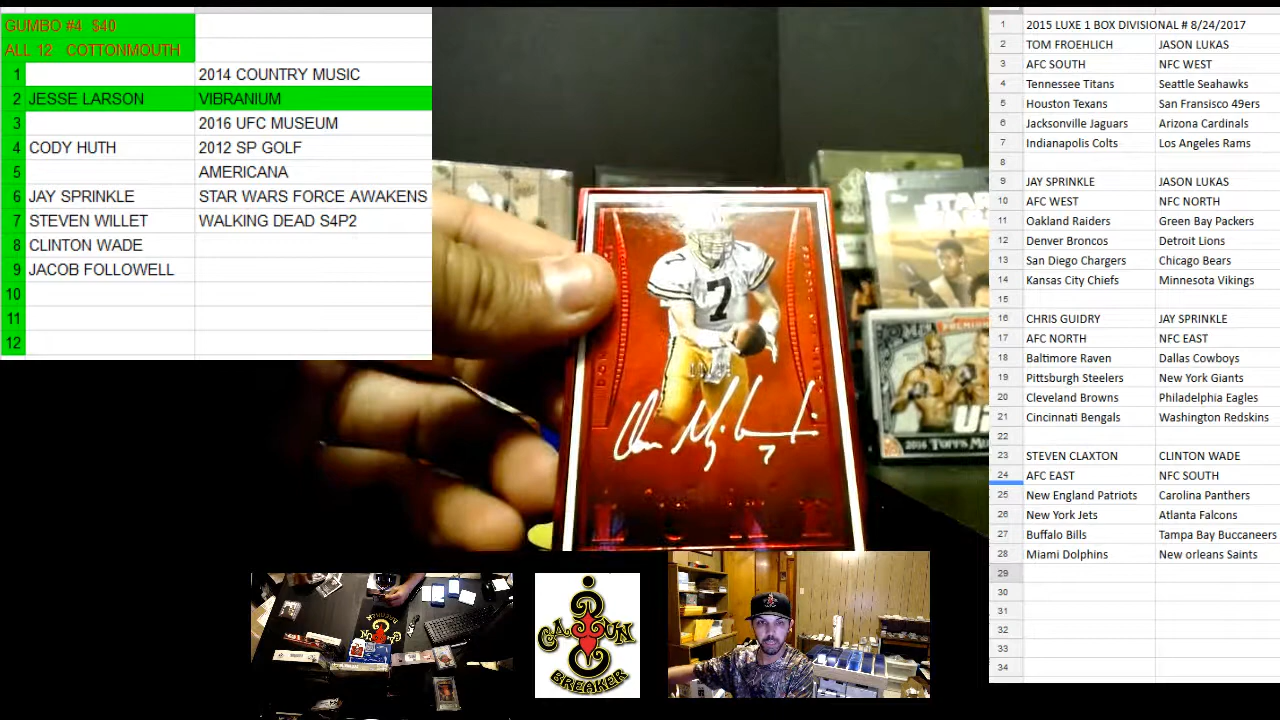 GUMBO #4 $40
ALL 12 COTTONMOUTH
1 2014 COUNTRY MUSIC
2 JESSE LARSON VIBRANIUM
3 2016 UFC MUSEUM
4 CODY HUTH 2012 SP GOLF
5 AMERICANA
6 JAY SPRINKLE STAR WARS FORCE AWAKENS
7 STEVEN WILLET WALKING DEAD S4P2
8 CLINTON WADE
9 JACOB FOLLOWELL
10
11
12
7
7
STAR
WARS
UF
2016 TOPPS
CAJUN
BREAKER
1 2015 LUXE 1 BOX DIVISIONAL # 8/24/2017
2 TOM FROEHLICH JASON LUKAS
3 AFC SOUTH NFC WEST
4 Tennessee Titans Seattle Seahawks
5 Houston Texans San Fransisco 49ers
6 Jacksonville Jaguars Arizona Cardinals
7 Indianapolis Colts Los Angeles Rams
8
9 JAY SPRINKLE JASON LUKAS
10 AFC WEST NFC NORTH
11 Oakland Raiders Green Bay Packers
12 Denver Broncos Detroit Lions
13 San Diego Chargers Chicago Bears
14 Kansas City Chiefs Minnesota Vikings
15
16 CHRIS GUIDRY JAY SPRINKLE
17 AFC NORTH NFC EAST
18 Baltimore Raven Dallas Cowboys
19 Pittsburgh Steelers New York Giants
20 Cleveland Browns Philadelphia Eagles
21 Cincinnati Bengals Washington Redskins
22
23 STEVEN CLAXTON CLINTON WADE
24 AFC EAST NFC SOUTH
25 New England Patriots Carolina Panthers
26 New York Jets Atlanta Falcons
27 Buffalo Bills Tampa Bay Buccaneers
28 Miami Dolphins New orleans Saints
29
30
31
32
33
34